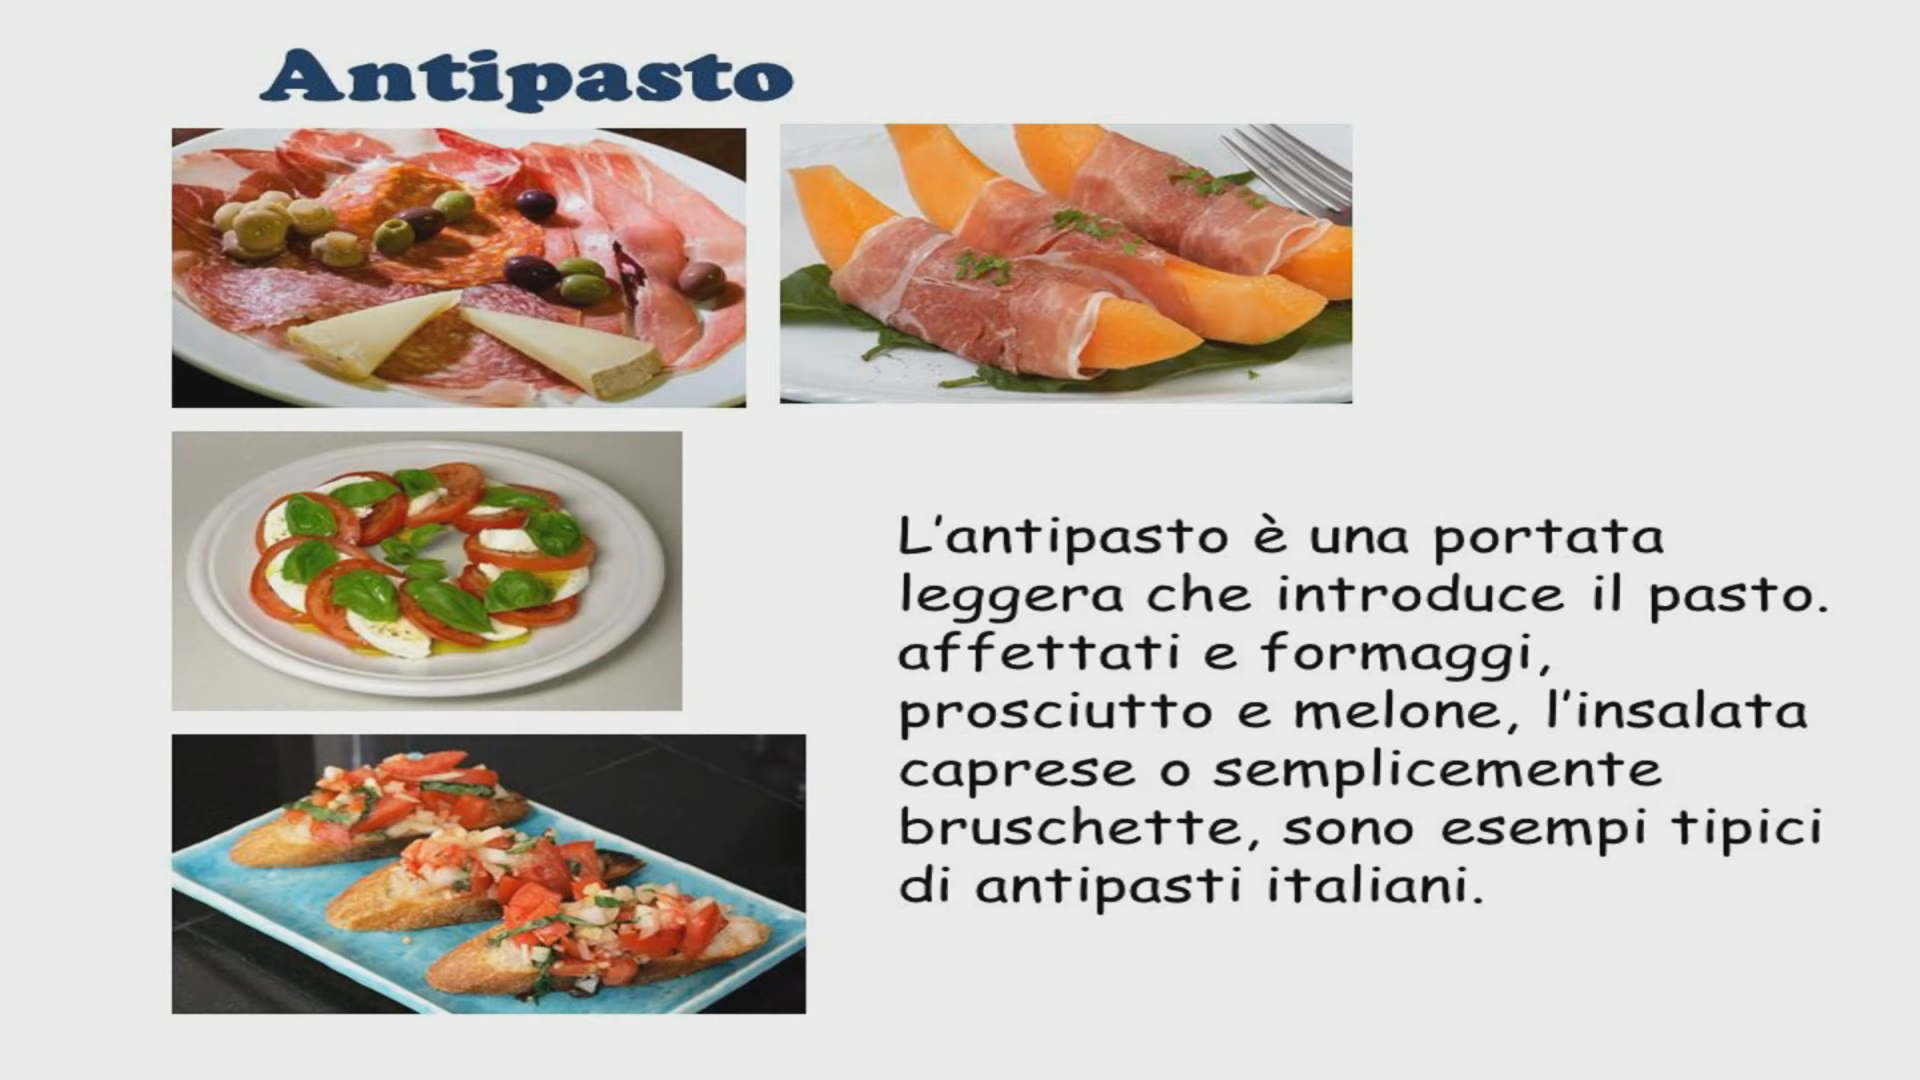 Antipasto
L’antipasto è una portata
leggera che introduce il pasto.
affettati e formaggi,
prosciutto e melone, l’insalata
caprese o semplicemente
bruschette, sono esempi tipici
di antipasti italiani.